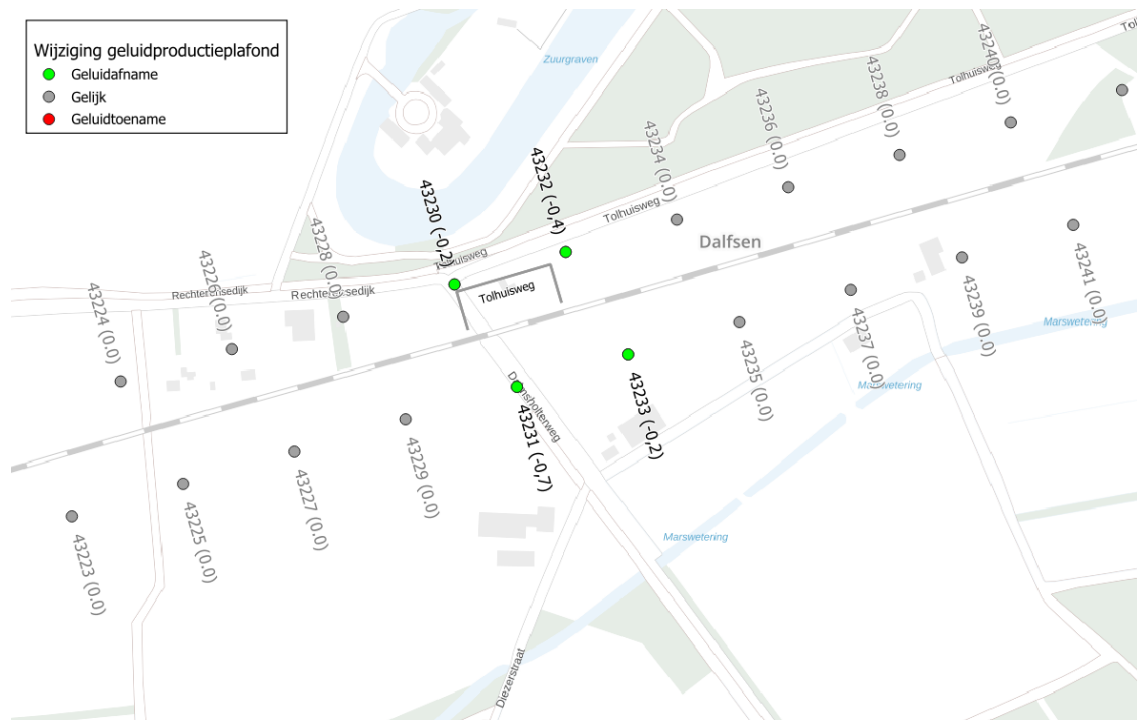 Wijziging geluidproductieplafond
Geluidafname
Gelijk
Geluidtoename
Zuurgraven
43240 (0.0)
Tolhuisweg
43238 (0.0)
43236 (0.0)
43234 (0.0)
43232 (-0,4)
43230 (-0,2)
Tolhuisweg
Dalfsen
Tolhuisweg
43228 (0.0)
43226 (0.0)
43224 (0.0)
Rechterensedijk
Rechterensedijk
Tolhuisweg
43241 (0.0)
43239 (0.0)
43237 (0.0)
43235 (0.0)
43233 (-0,2)
43231 (-0,7)
43229 (0.0)
43227 (0.0)
43225 (0.0)
43223 (0.0)
Marswetering
Marswetering
Marswetering
Diezerstraat